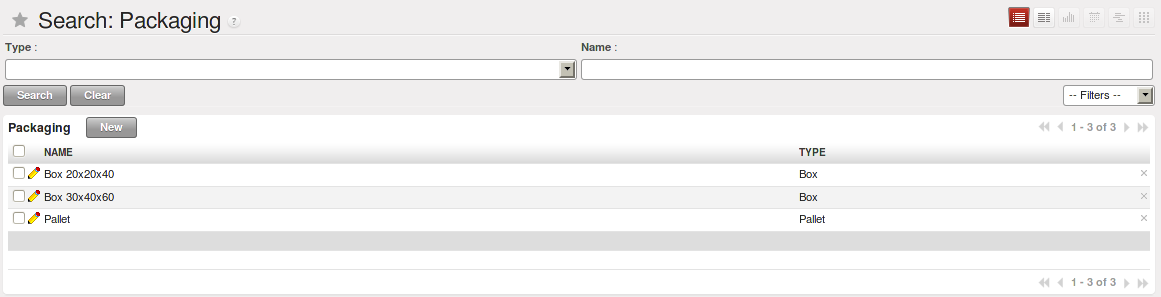 Search: Packaging ?
Type : Name :
Search Clear -- Filters --
Packaging New 1 - 3 of 3
NAME TYPE
Box 20x20x40 Box
Box 30x40x60 Box
Pallet Pallet
1 - 3 of 3